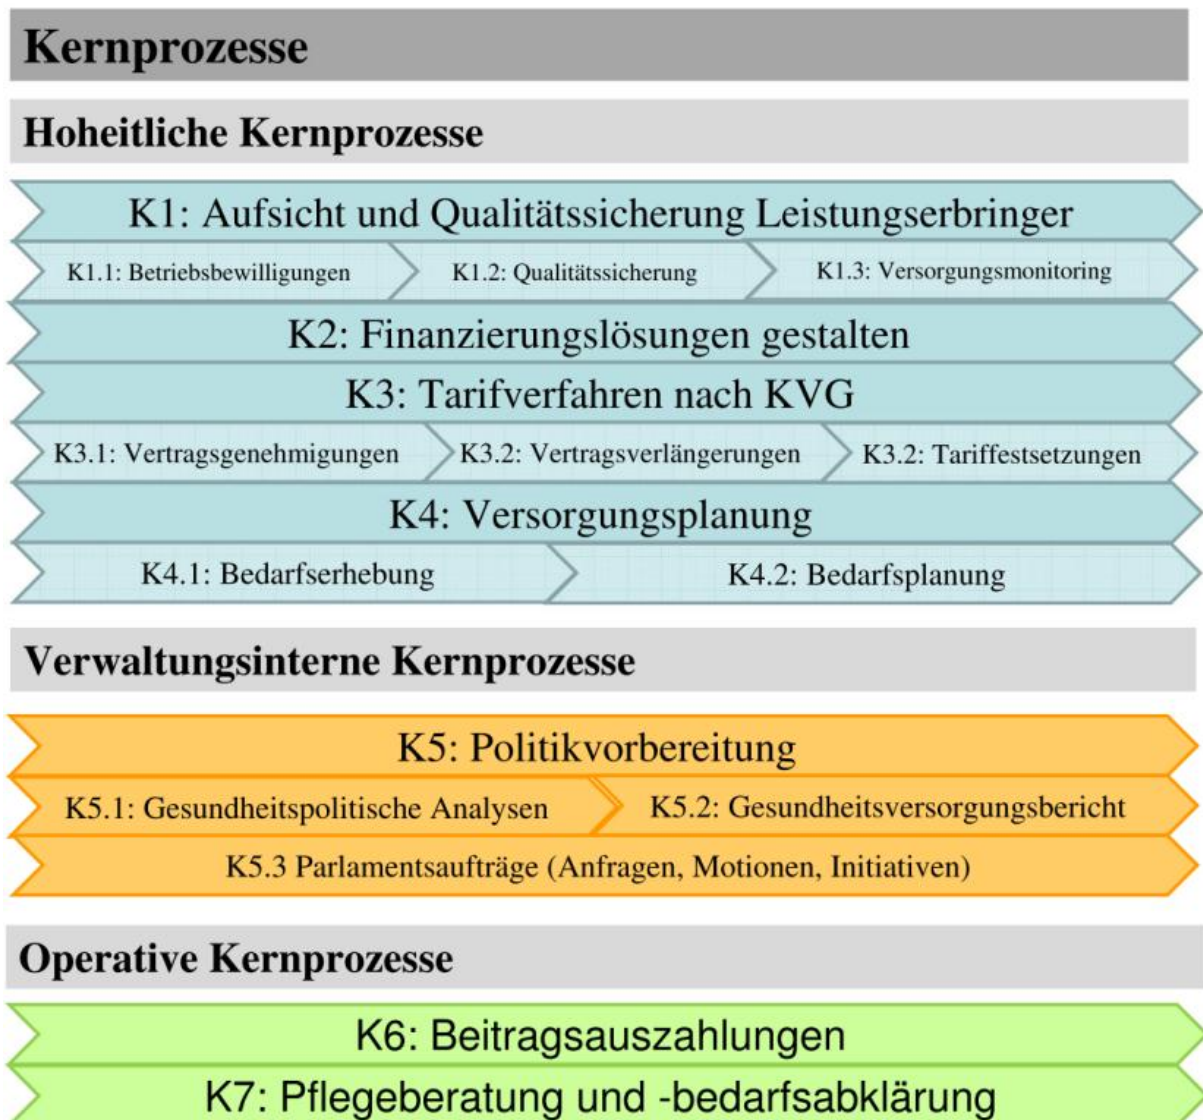 Kernprozesse
Hoheitliche Kernprozesse
K1: Aufsicht und Qualitätssicherung Leistungserbringer
K1.1: Betriebsbewilligungen
K1.2: Qualitätssicherung
K1.3: Versorgungsmonitoring
K2: Finanzierungslösungen gestalten
K3: Tarifverfahren nach KVG
K3.1: Vertragsgenehmigungen
K3.2: Vertragsverlängerungen
K3.2: Tariffestsetzungen
K4: Versorgungsplanung
K4.1: Bedarfserhebung
K4.2: Bedarfsplanung
Verwaltungsinterne Kernprozesse
K5: Politikvorbereitung
K5.1: Gesundheitspolitische Analysen
K5.2: Gesundheitsversorgungsbericht
K5.3 Parlamentsaufträge (Anfragen, Motionen, Initiativen)
Operative Kernprozesse
K6: Beitragsauszahlungen
K7: Pflegeberatung und -bedarfsabklärung